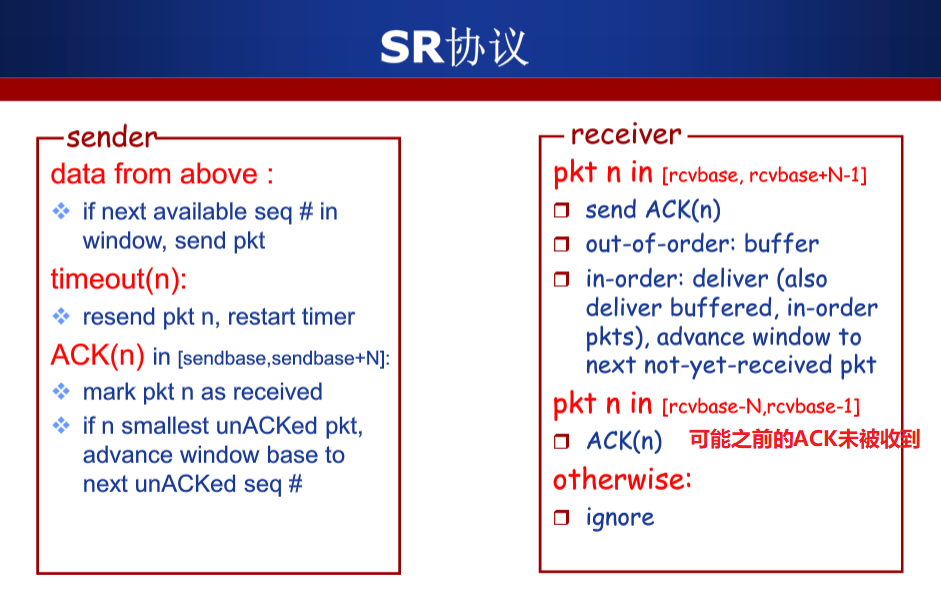 SR协议
sender
data from above :
if next available seq # in
window, send pkt
timeout(n):
resend pkt n, restart timer
ACK(n) in [sendbase,sendbase+N]:
mark pkt n as received
if n smallest unACKed pkt,
advance window base to
next unACKed seq #
receiver
pkt n in [rcvbase, rcvbase+N-1]
send ACK(n)
out-of-order: buffer
in-order: deliver (also
deliver buffered, in-order
pkts), advance window to
next not-yet-received pkt
pkt n in [rcvbase-N,rcvbase-1]
ACK(n) 可能之前的ACK未被收到
otherwise:
ignore